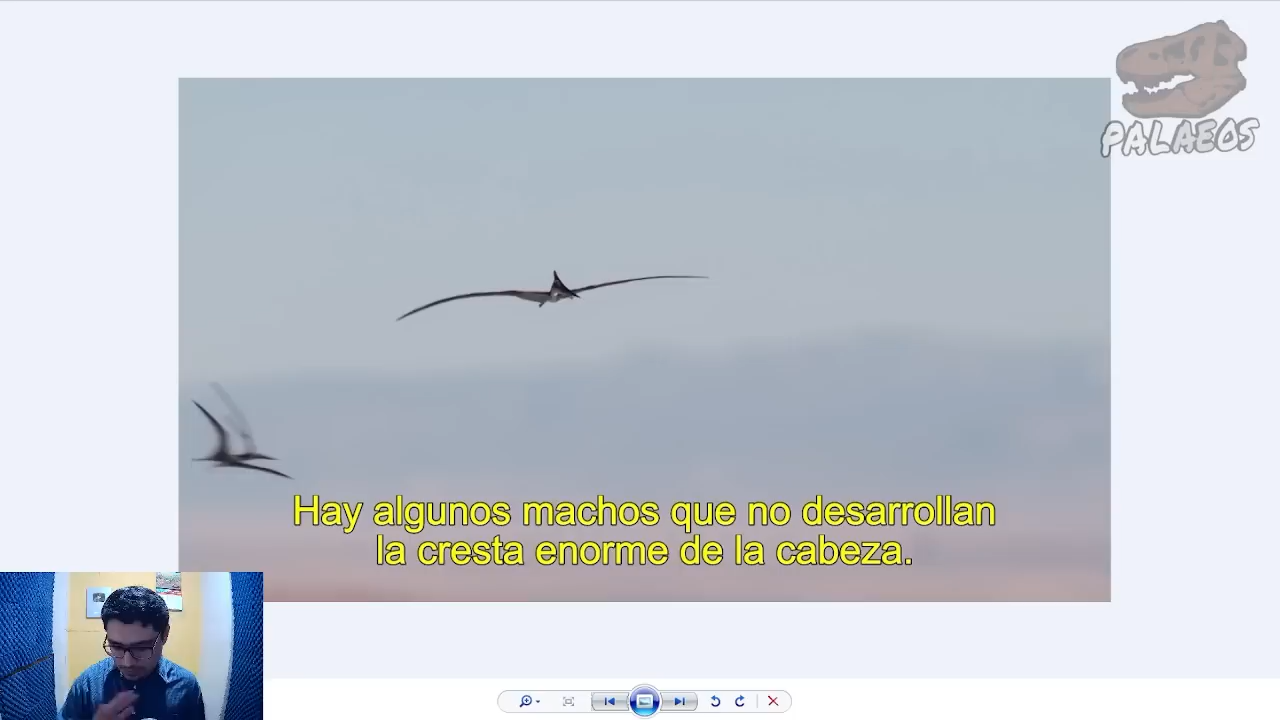 PALAEOS
Hay algunos machos que no desarrollan
la cresta enorme de la cabeza.